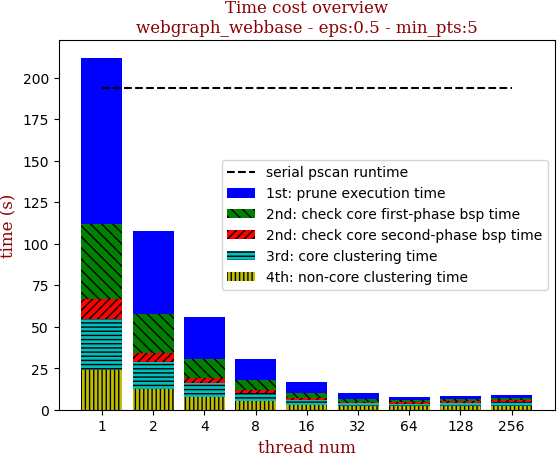 Time cost overview
webgraph_webbase - eps:0.5 - min_pts:5
time (s)
200
175
150
125
100
75
50
25
0
serial pscan runtime
1st: prune execution time
2nd: check core first-phase bsp time
2nd: check core second-phase bsp time
3rd: core clustering time
4th: non-core clustering time
1 2 4 8 16 32 64 128 256
thread num